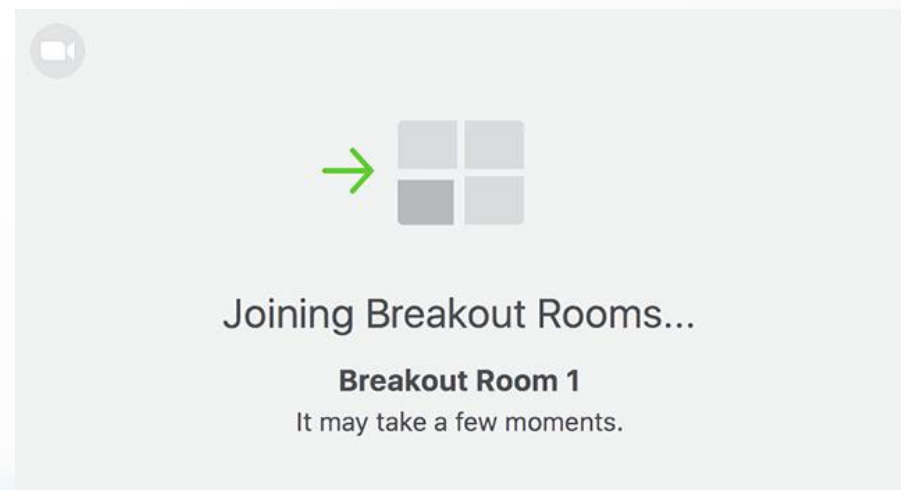 Joining Breakout Rooms...
Breakout Room 1
It may take a few moments.